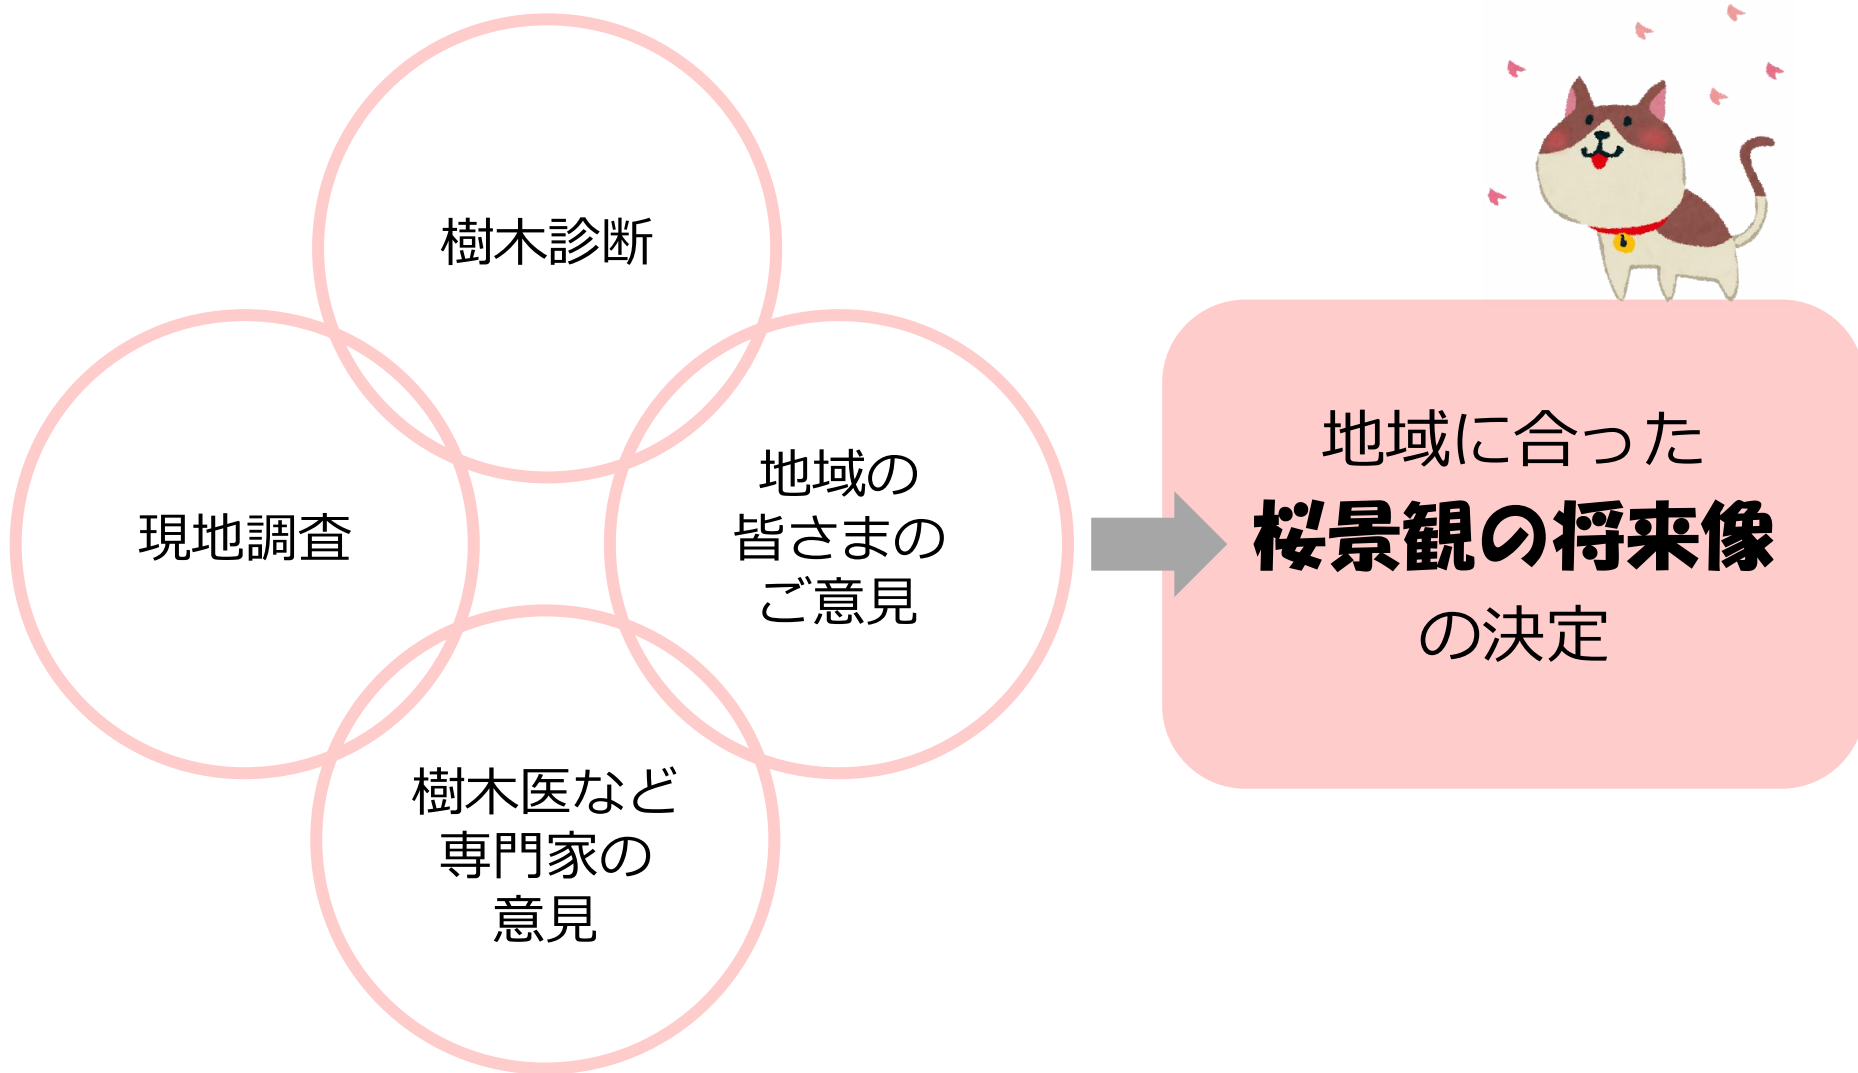 樹木診断
現地調査
地域の
皆さまの
ご意見
樹木医など
専門家の
意見
地域に合った
桜景観の将来像
の決定